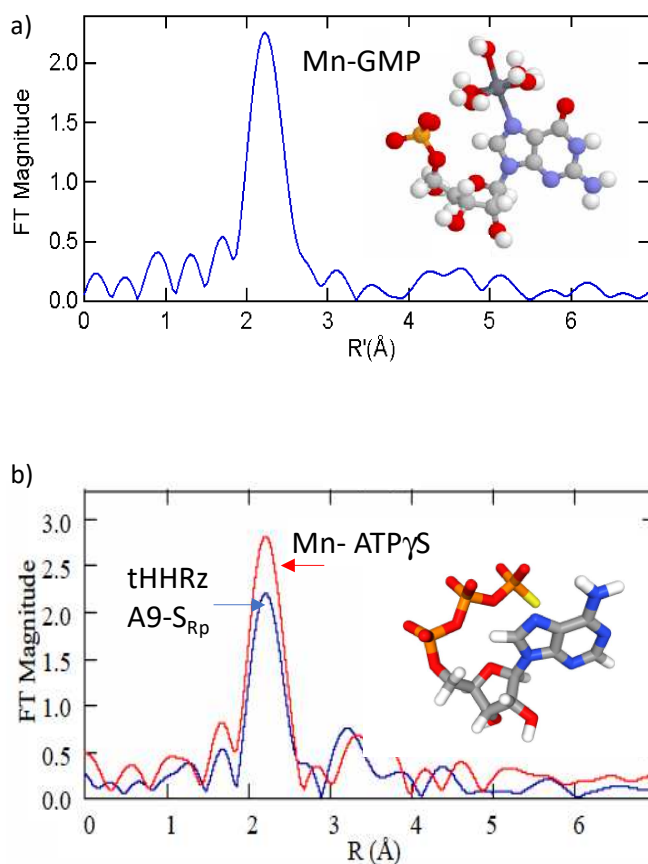 a)
Mn-GMP
FT Magnitude
2.0
1.5
1.0
0.5
0.0
0 1 2 3 4 5 6
R'(Å)
b)
Mn- ATPγS
tHHRz
A9-S_Rp
FT Magnitude
3.0
2.5
2.0
1.5
1.0
0.5
0.0
0 1 2 3 4 5 6
R (Å)